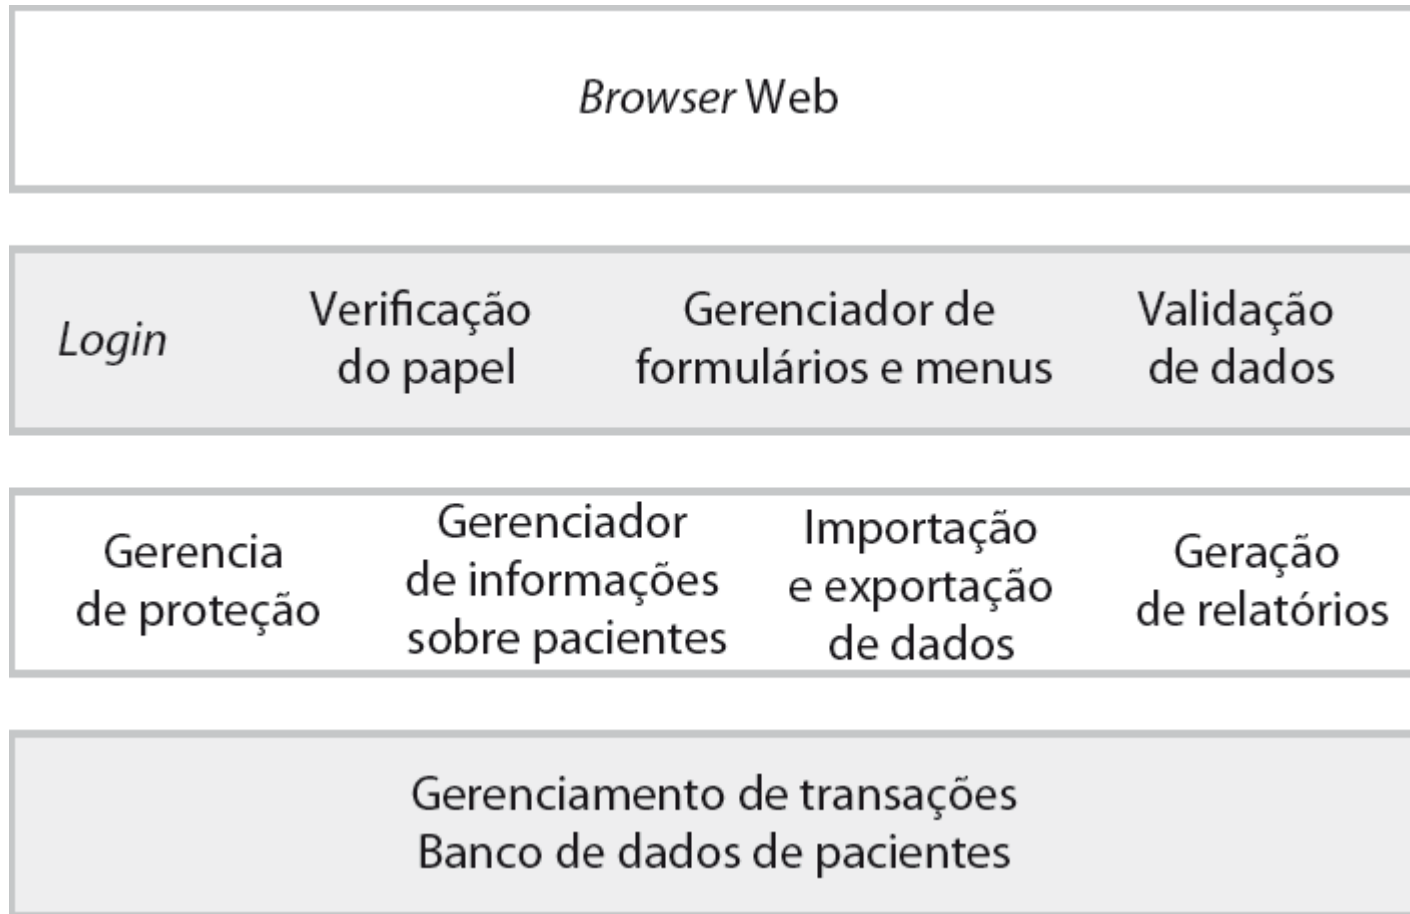 Browser Web
Login
Verificação
do papel
Gerenciador de
formulários e menus
Validação
de dados
Gerencia
de proteção
Gerenciador
de informações
sobre pacientes
Importação
e exportação
de dados
Geração
de relatórios
Gerenciamento de transações
Banco de dados de pacientes